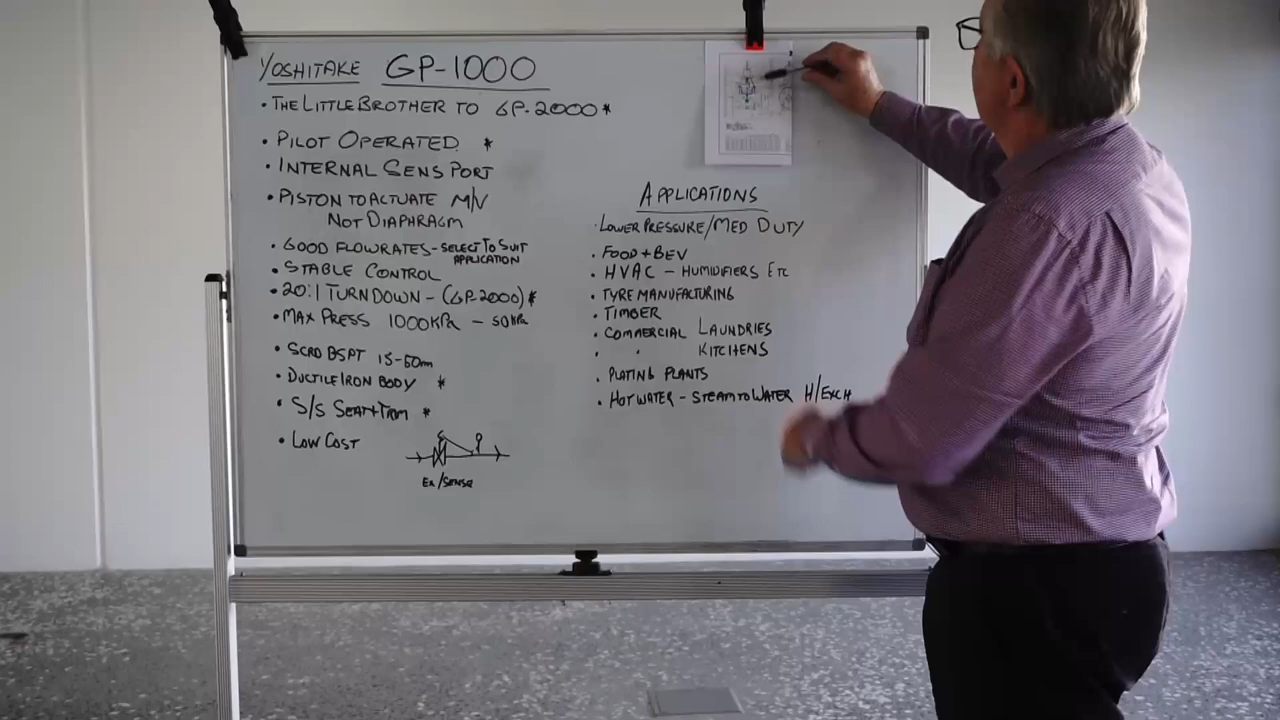 YOSHITAKE GP-1000
• THE LITTLE BROTHER TO GP-2000*
• PILOT OPERATED *
• INTERNAL SENS PORT
• PISTON TO ACTUATE M/V
NOT DIAPHRAGM
• GOOD FLOWRATES - SELECT TO SUIT
APPLICATION
• STABLE CONTROL
• 20:1 TURNDOWN - (GP-2000)*
• MAX PRESS 1000KPa - 50KPa
• SCRD BSPT 15-50mm
• DUCTILE IRON BODY *
• S/S SEAT+TRIM *
• LOW COST
EX/SENSE
APPLICATIONS
• LOWER PRESSURE/MED DUTY
• FOOD + BEV
• HVAC - HUMIDIFIERS ETC
• TYRE MANUFACTURING
• TIMBER
• COMMERCIAL LAUNDRIES
• " KITCHENS
• PLATING PLANTS
• HOT WATER - STEAM TO WATER H/EXCH